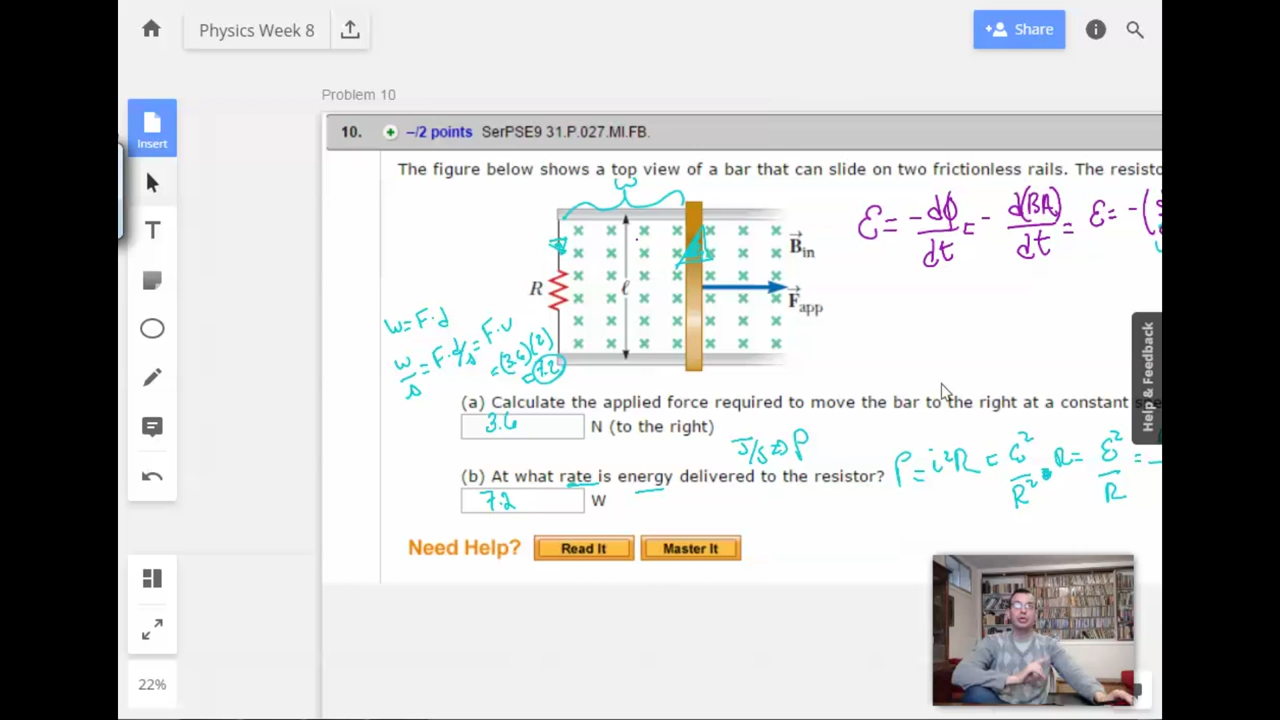 Physics Week 8
Share
Insert
Problem 10
10. -/2 points SerPSE9 31.P.027.MI.FB.
The figure below shows a top view of a bar that can slide on two frictionless rails. The resisto
w
ε = -dϕ/dt = - d(BA)/dt = ε = -(
B in
R
ℓ
F app
W = F·d
W/s = F·d/s = F·v
= (3.6)(2)
= 7.2
(a) Calculate the applied force required to move the bar to the right at a constant
3.6 N (to the right)
J/s ⇒ P
(b) At what rate is energy delivered to the resistor?
P = i²R = ε²/R² · R = ε²/R =
7.2 W
Need Help? Read It Master It
Help & Feedback
22%